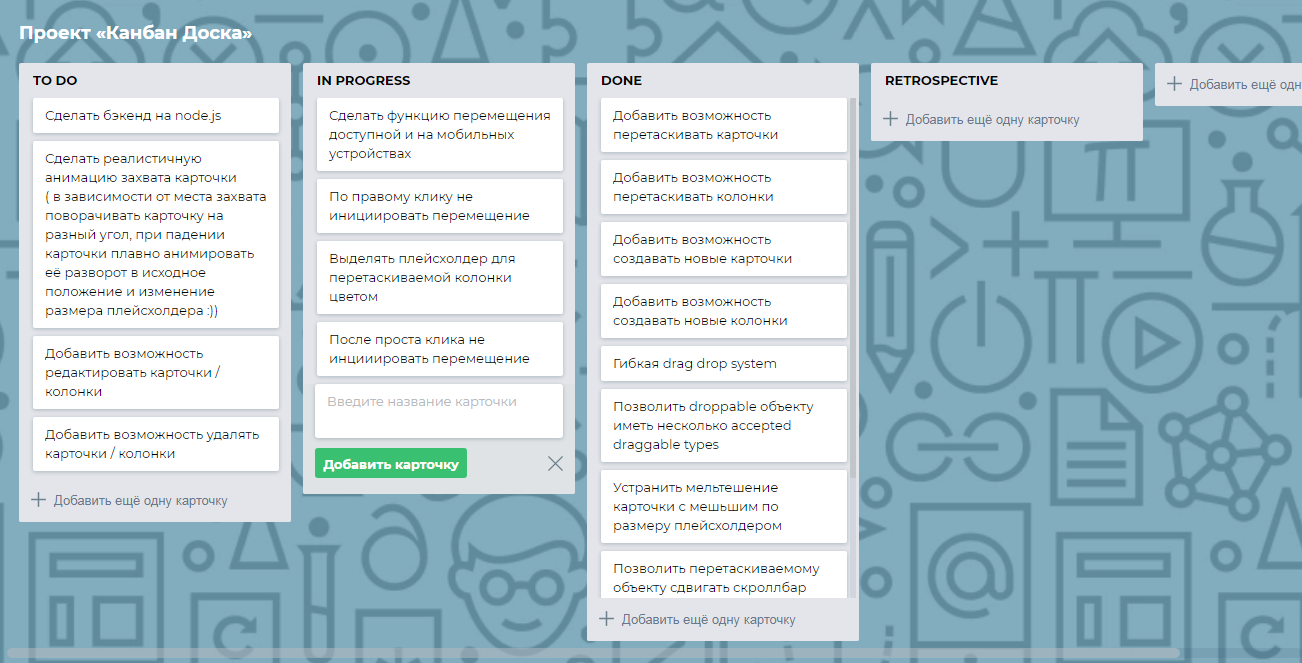 Проект «Канбан Доска»
TO DO
Сделать бэкенд на node.js
Сделать реалистичную
анимацию захвата карточки
( в зависимости от места захвата
поворачивать карточку на
разный угол, при падении
карточки плавно анимировать
её разворот в исходное
положение и изменение
размера плейсхолдера :))
Добавить возможность
редактировать карточки /
колонки
Добавить возможность удалять
карточки / колонки
Добавить ещё одну карточку
IN PROGRESS
Сделать функцию перемещения
доступной и на мобильных
устройствах
По правому клику не
инициировать перемещение
Выделять плейсхолдер для
перетаскиваемой колонки
цветом
После проста клика не
инцииировать перемещение
Введите название карточки
Добавить карточку
DONE
Добавить возможность
перетаскивать карточки
Добавить возможность
перетаскивать колонки
Добавить возможность
создавать новые карточки
Добавить возможность
создавать новые колонки
Гибкая drag drop system
Позволить droppable объекту
иметь несколько accepted
draggable types
Устранить мельтешение
карточки с мешьшим по
размеру плейсхолдером
Позволить перетаскиваемому
объекту сдвигать скроллбар
Добавить ещё одну карточку
RETROSPECTIVE
Добавить ещё одну карточку
Добавить ещё одн